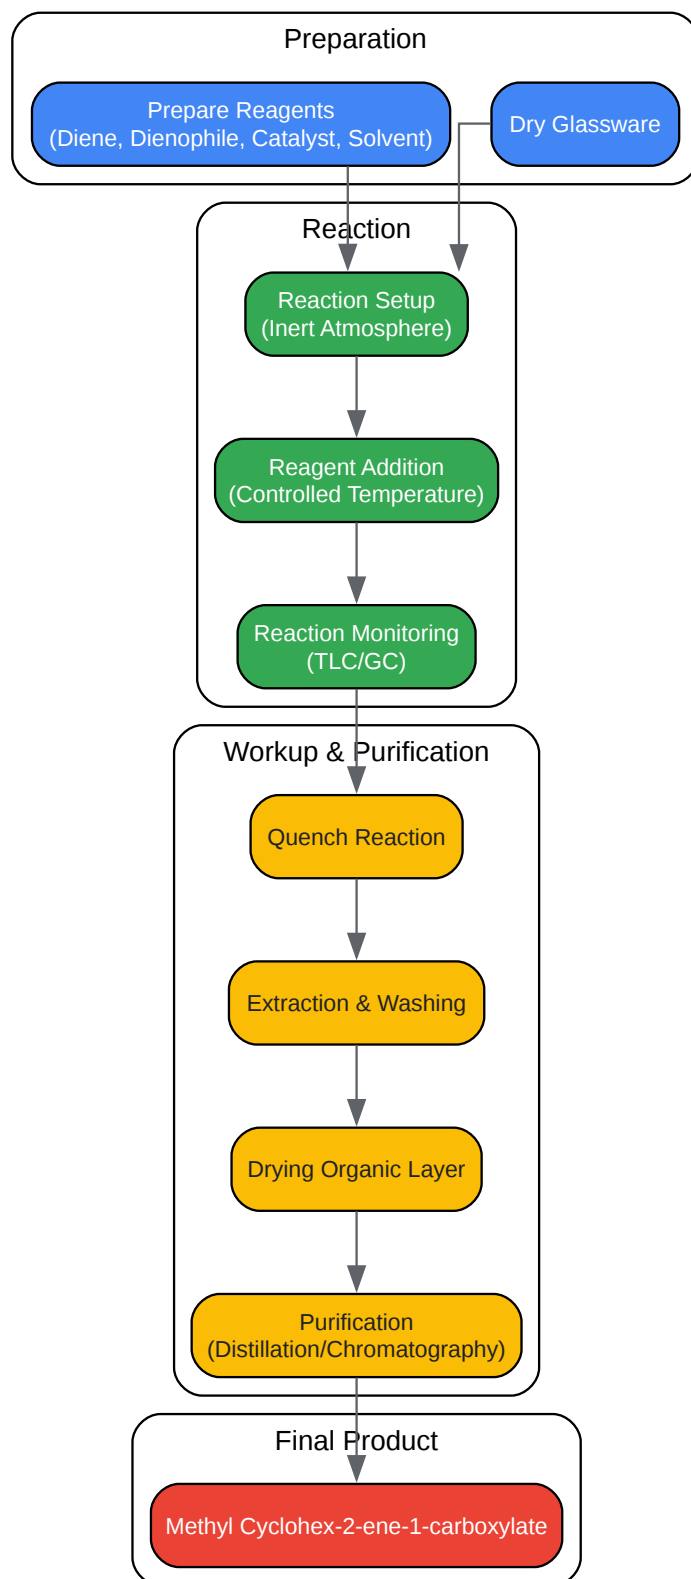 Preparation
Prepare Reagents
(Diene, Dienophile, Catalyst, Solvent)
Dry Glassware
Reaction
Reaction Setup
(Inert Atmosphere)
Reagent Addition
(Controlled Temperature)
Reaction Monitoring
(TLC/GC)
Workup & Purification
Quench Reaction
Extraction & Washing
Drying Organic Layer
Purification
(Distillation/Chromatography)
Final Product
Methyl Cyclohex-2-ene-1-carboxylate